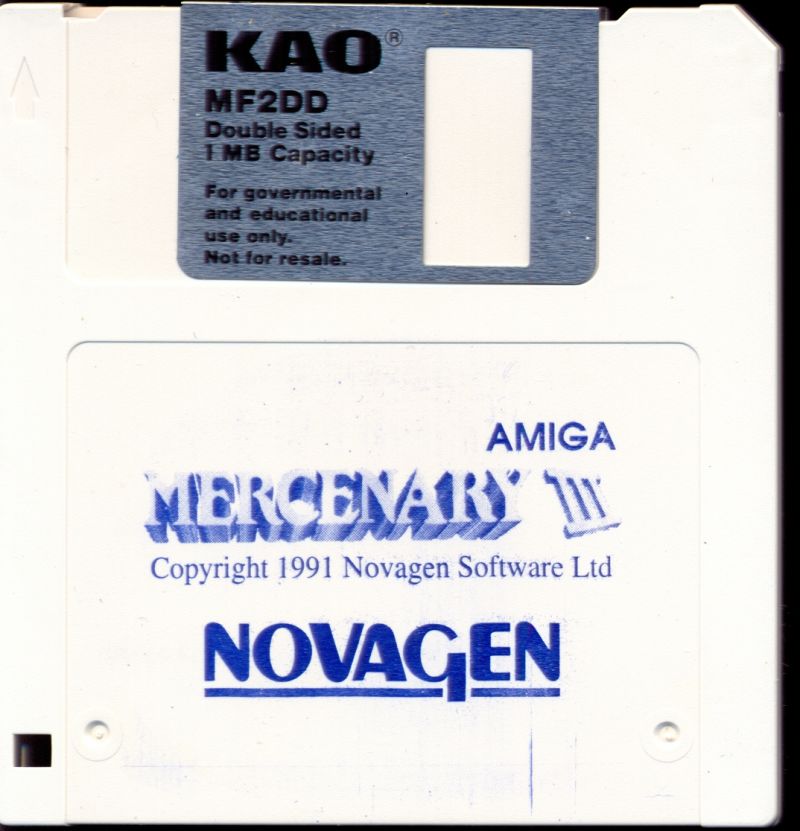 KAO®
MF2DD
Double Sided
1 MB Capacity
For governmental
and educational
use only.
Not for resale.
AMIGA
MERCENARY III
Copyright 1991 Novagen Software Ltd
NOVAGEN